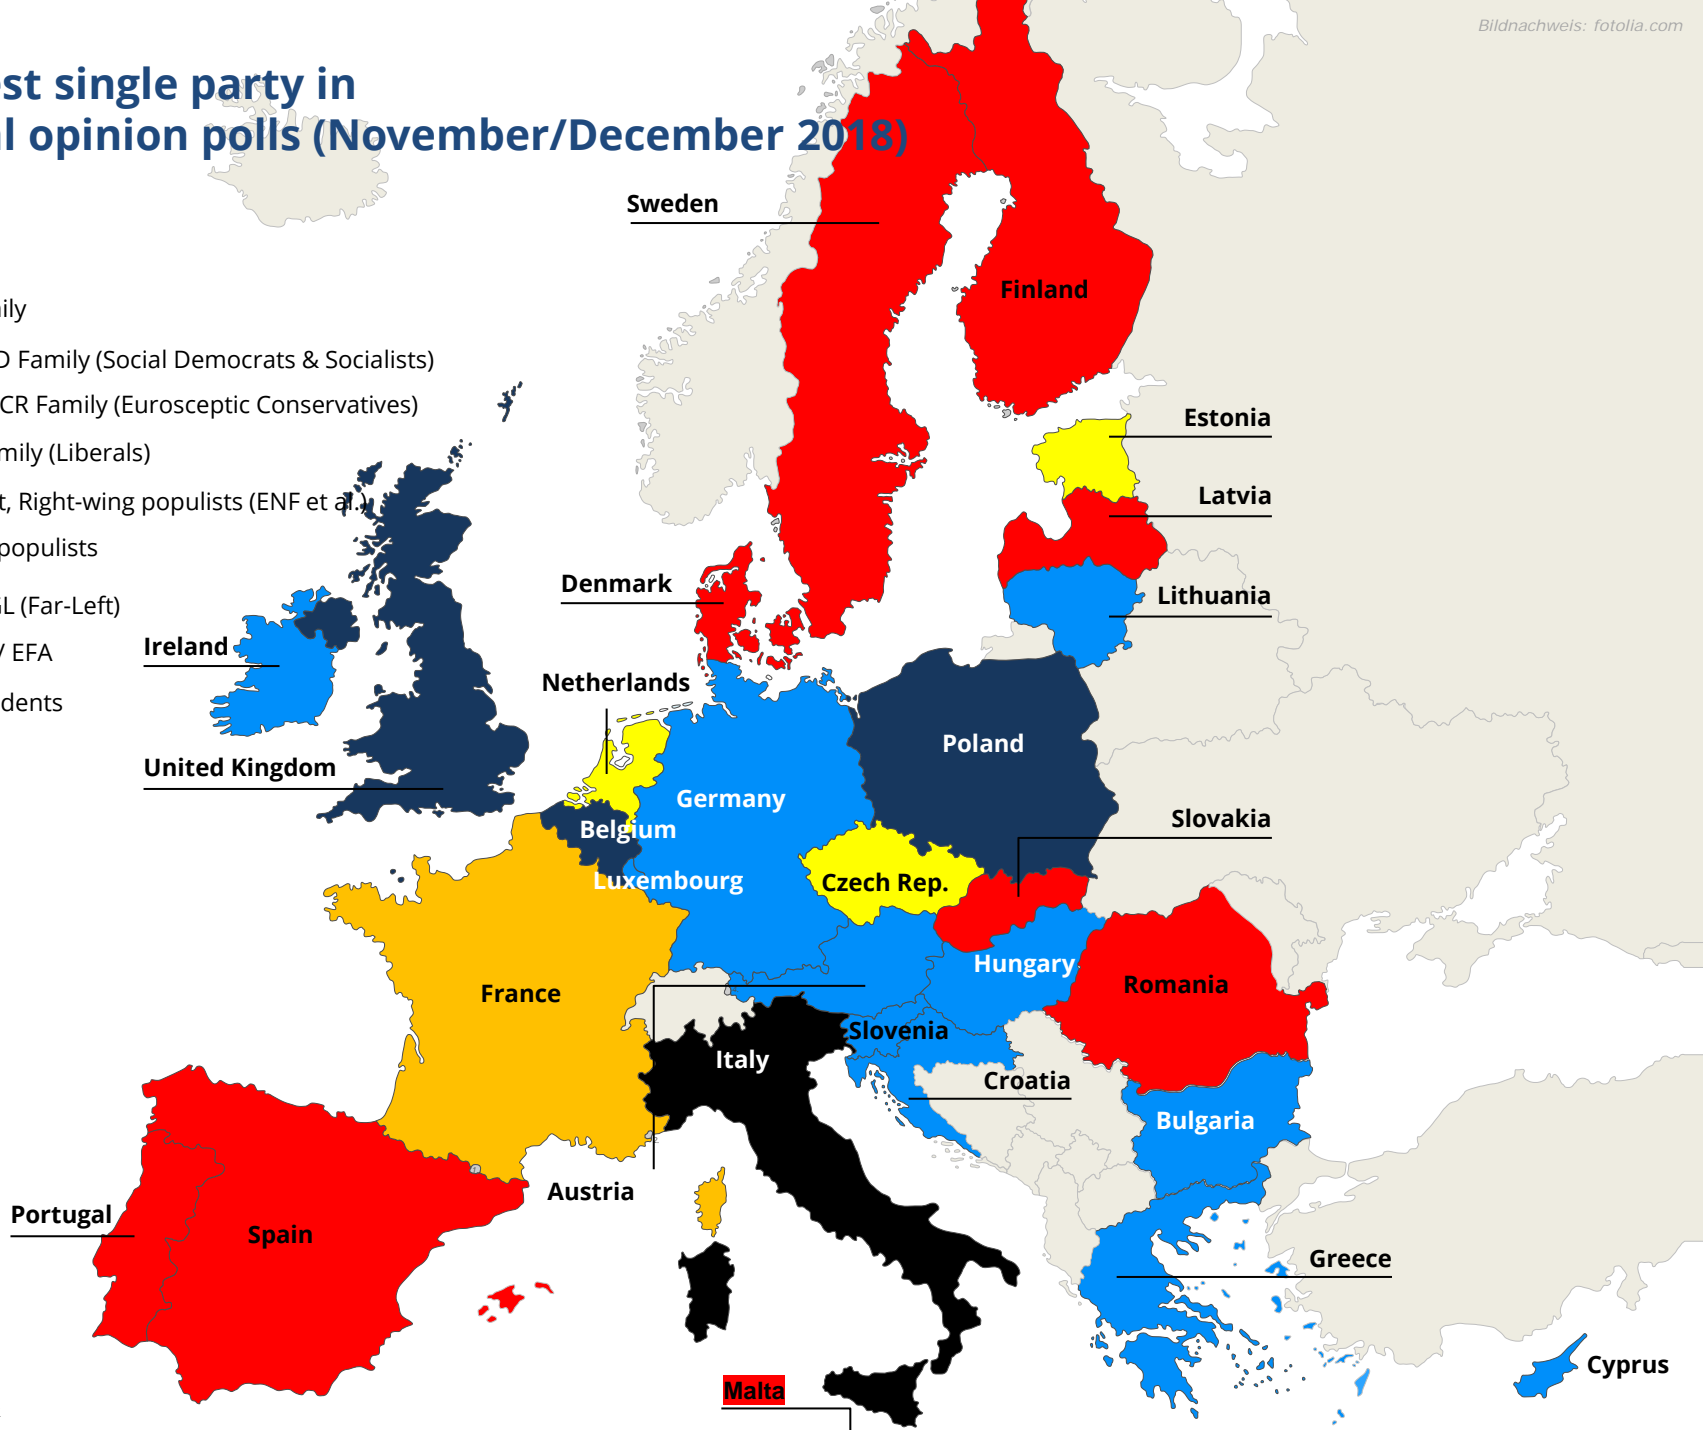 Bildnachweis: fotolia.com
st single party in
l opinion polls (November/December 2018)
Sweden
Finland
ily
D Family (Social Democrats & Socialists)
CR Family (Eurosceptic Conservatives)
Estonia
mily (Liberals)
t, Right-wing populists (ENF et al.)
Latvia
populists
Denmark
Lithuania
GL (Far-Left)
Ireland
/ EFA
Netherlands
dents
Poland
United Kingdom
Germany
Slovakia
Belgium
Luxembourg
Czech Rep.
Hungary
France
Romania
Slovenia
Italy
Croatia
Bulgaria
Austria
Portugal
Spain
Greece
Cyprus
Malta